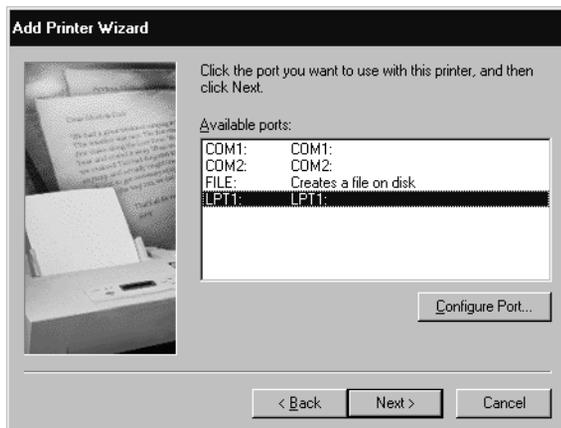 Add Printer Wizard
Click the port you want to use with this printer, and then
click Next.
Available ports:
COM1: COM1:
COM2: COM2:
FILE: Creates a file on disk
LPT1: LPT1:
Configure Port...
< Back Next > Cancel